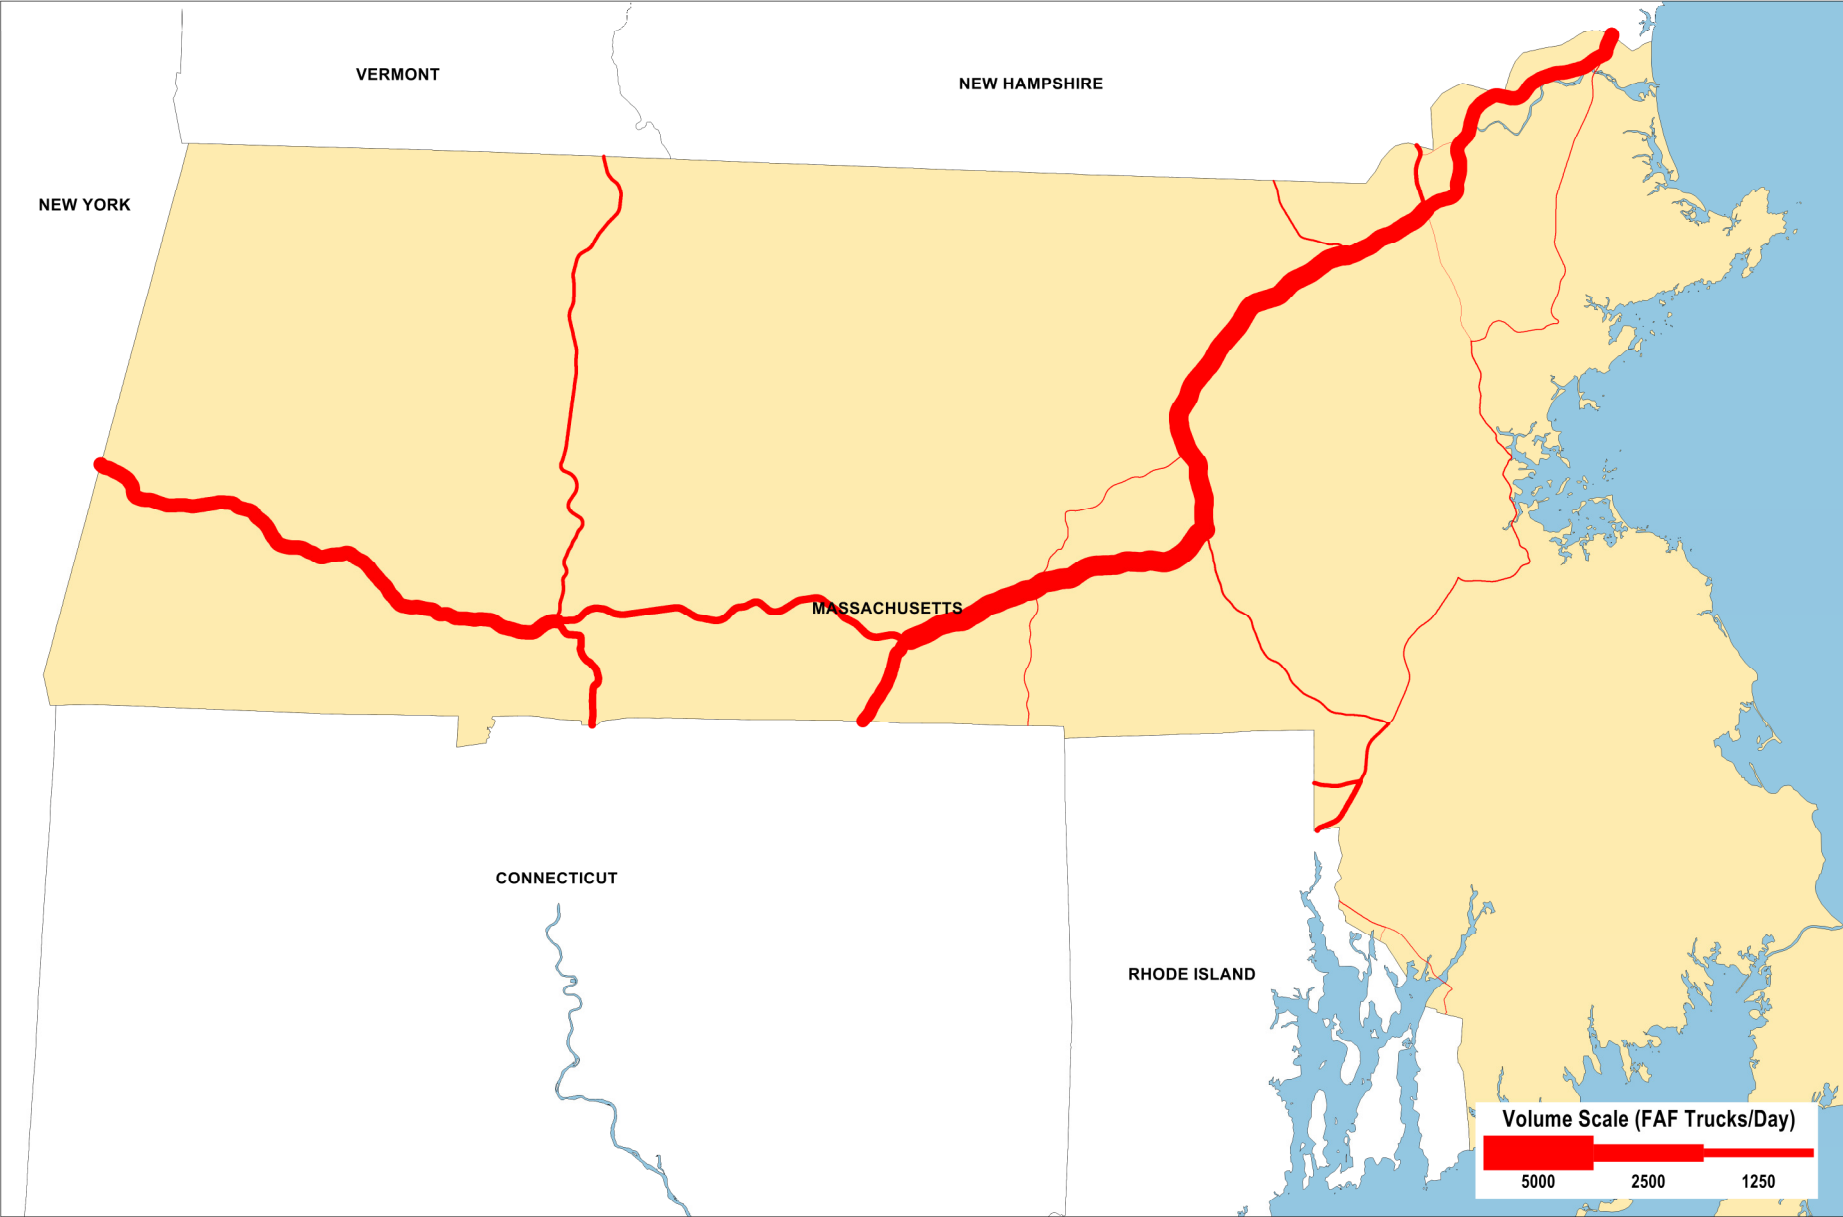 VERMONT
NEW HAMPSHIRE
NEW YORK
MASSACHUSETTS
CONNECTICUT
RHODE ISLAND
Volume Scale (FAF Trucks/Day)
5000 2500 1250